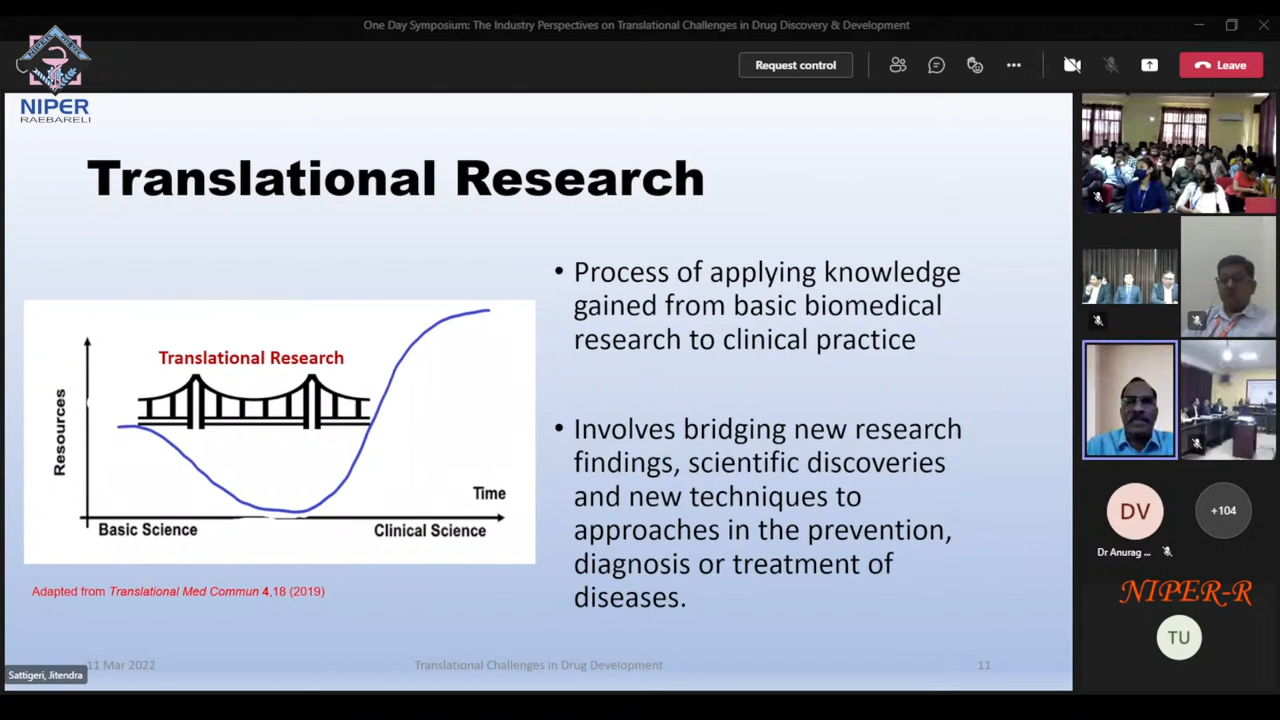 One Day Symposium: The Industry Perspectives on Translational Challenges in Drug Discovery & Development
NIPER
RAEBARELI
Request control
Leave
Translational Research
Translational Research
Resources
Time
Basic Science
Clinical Science
Adapted from Translational Med Commun 4,18 (2019)
• Process of applying knowledge
gained from basic biomedical
research to clinical practice
• Involves bridging new research
findings, scientific discoveries
and new techniques to
approaches in the prevention,
diagnosis or treatment of
diseases.
11 Mar 2022
Translational Challenges in Drug Development
11
Sattigeri, Jitendra
DV
+104
Dr Anurag ...
NIPER-R
TU